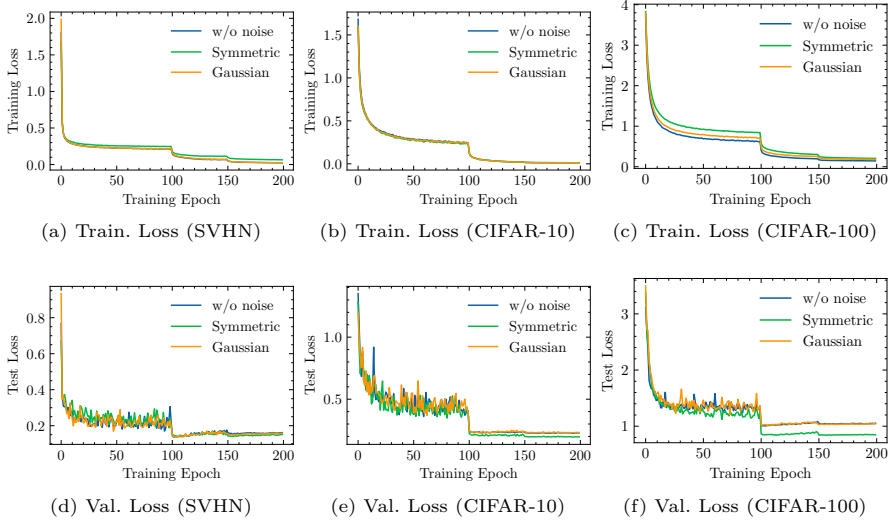 2.0
1.5
1.0
0.5
0.0
Training Loss
w/o noise
Symmetric
Gaussian
0 50 100 150 200
Training Epoch
(a) Train. Loss (SVHN)
1.5
1.0
0.5
0.0
Training Loss
w/o noise
Symmetric
Gaussian
0 50 100 150 200
Training Epoch
(b) Train. Loss (CIFAR-10)
4
3
2
1
0
Training Loss
w/o noise
Symmetric
Gaussian
0 50 100 150 200
Training Epoch
(c) Train. Loss (CIFAR-100)
0.8
0.6
0.4
0.2
Test Loss
w/o noise
Symmetric
Gaussian
0 50 100 150 200
Training Epoch
(d) Val. Loss (SVHN)
1.0
0.5
Test Loss
w/o noise
Symmetric
Gaussian
0 50 100 150 200
Training Epoch
(e) Val. Loss (CIFAR-10)
3
2
1
Test Loss
w/o noise
Symmetric
Gaussian
0 50 100 150 200
Training Epoch
(f) Val. Loss (CIFAR-100)